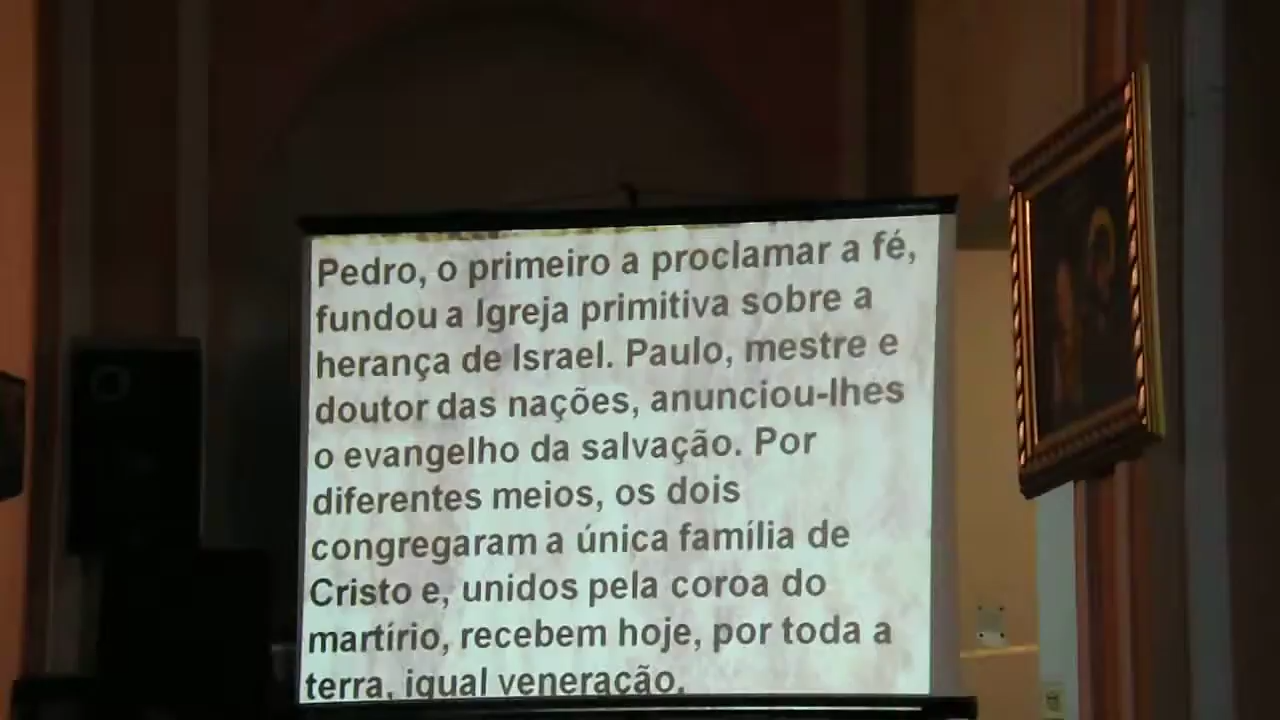 Pedro, o primeiro a proclamar a fé,
fundou a Igreja primitiva sobre a
herança de Israel. Paulo, mestre e
doutor das nações, anunciou-lhes
o evangelho da salvação. Por
diferentes meios, os dois
congregaram a única família de
Cristo e, unidos pela coroa do
martírio, recebem hoje, por toda a
terra, igual veneração.